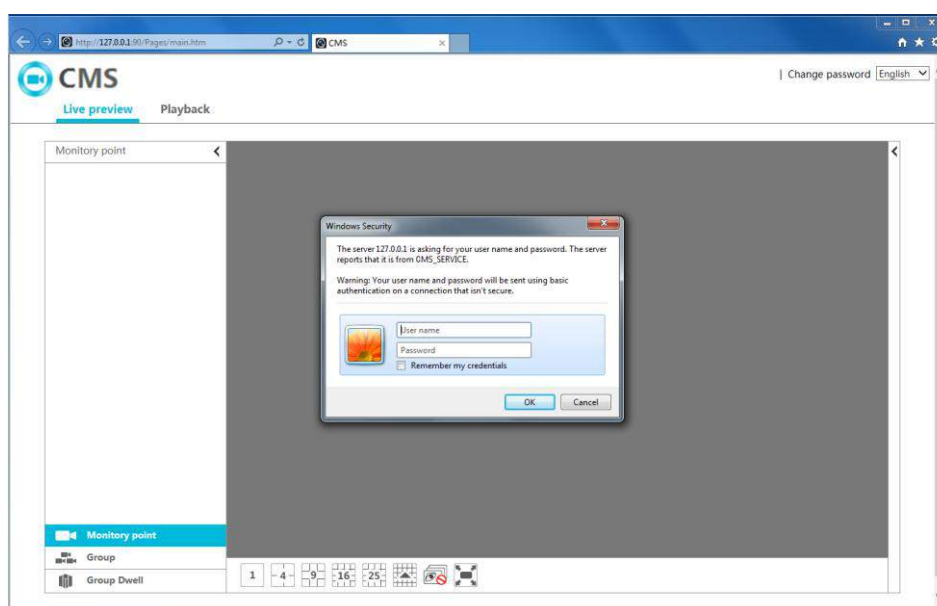 http://127.0.0.1:90/Pages/main.htm
CMS
CMS
| Change password English
Live preview Playback
Monitory point
Windows Security
The server 127.0.0.1 is asking for your user name and password. The server
reports that it is from CMS_SERVICE.
Warning: Your user name and password will be sent using basic
authentication on a connection that isn't secure.
User name
Password
Remember my credentials
OK Cancel
Monitory point
Group
Group Dwell
1 4 9 16 25